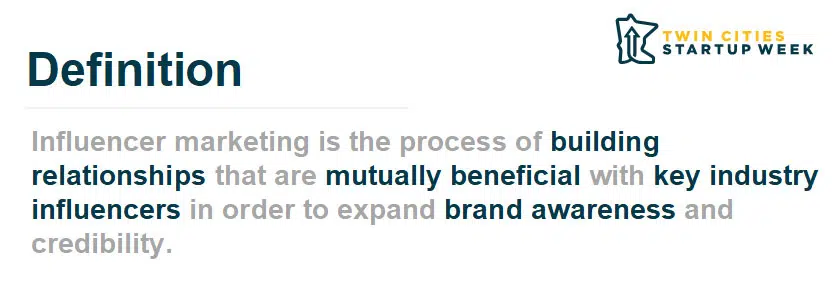 TWIN CITIES
STARTUP WEEK
Definition
Influencer marketing is the process of building
relationships that are mutually beneficial with key industry
influencers in order to expand brand awareness and
credibility.